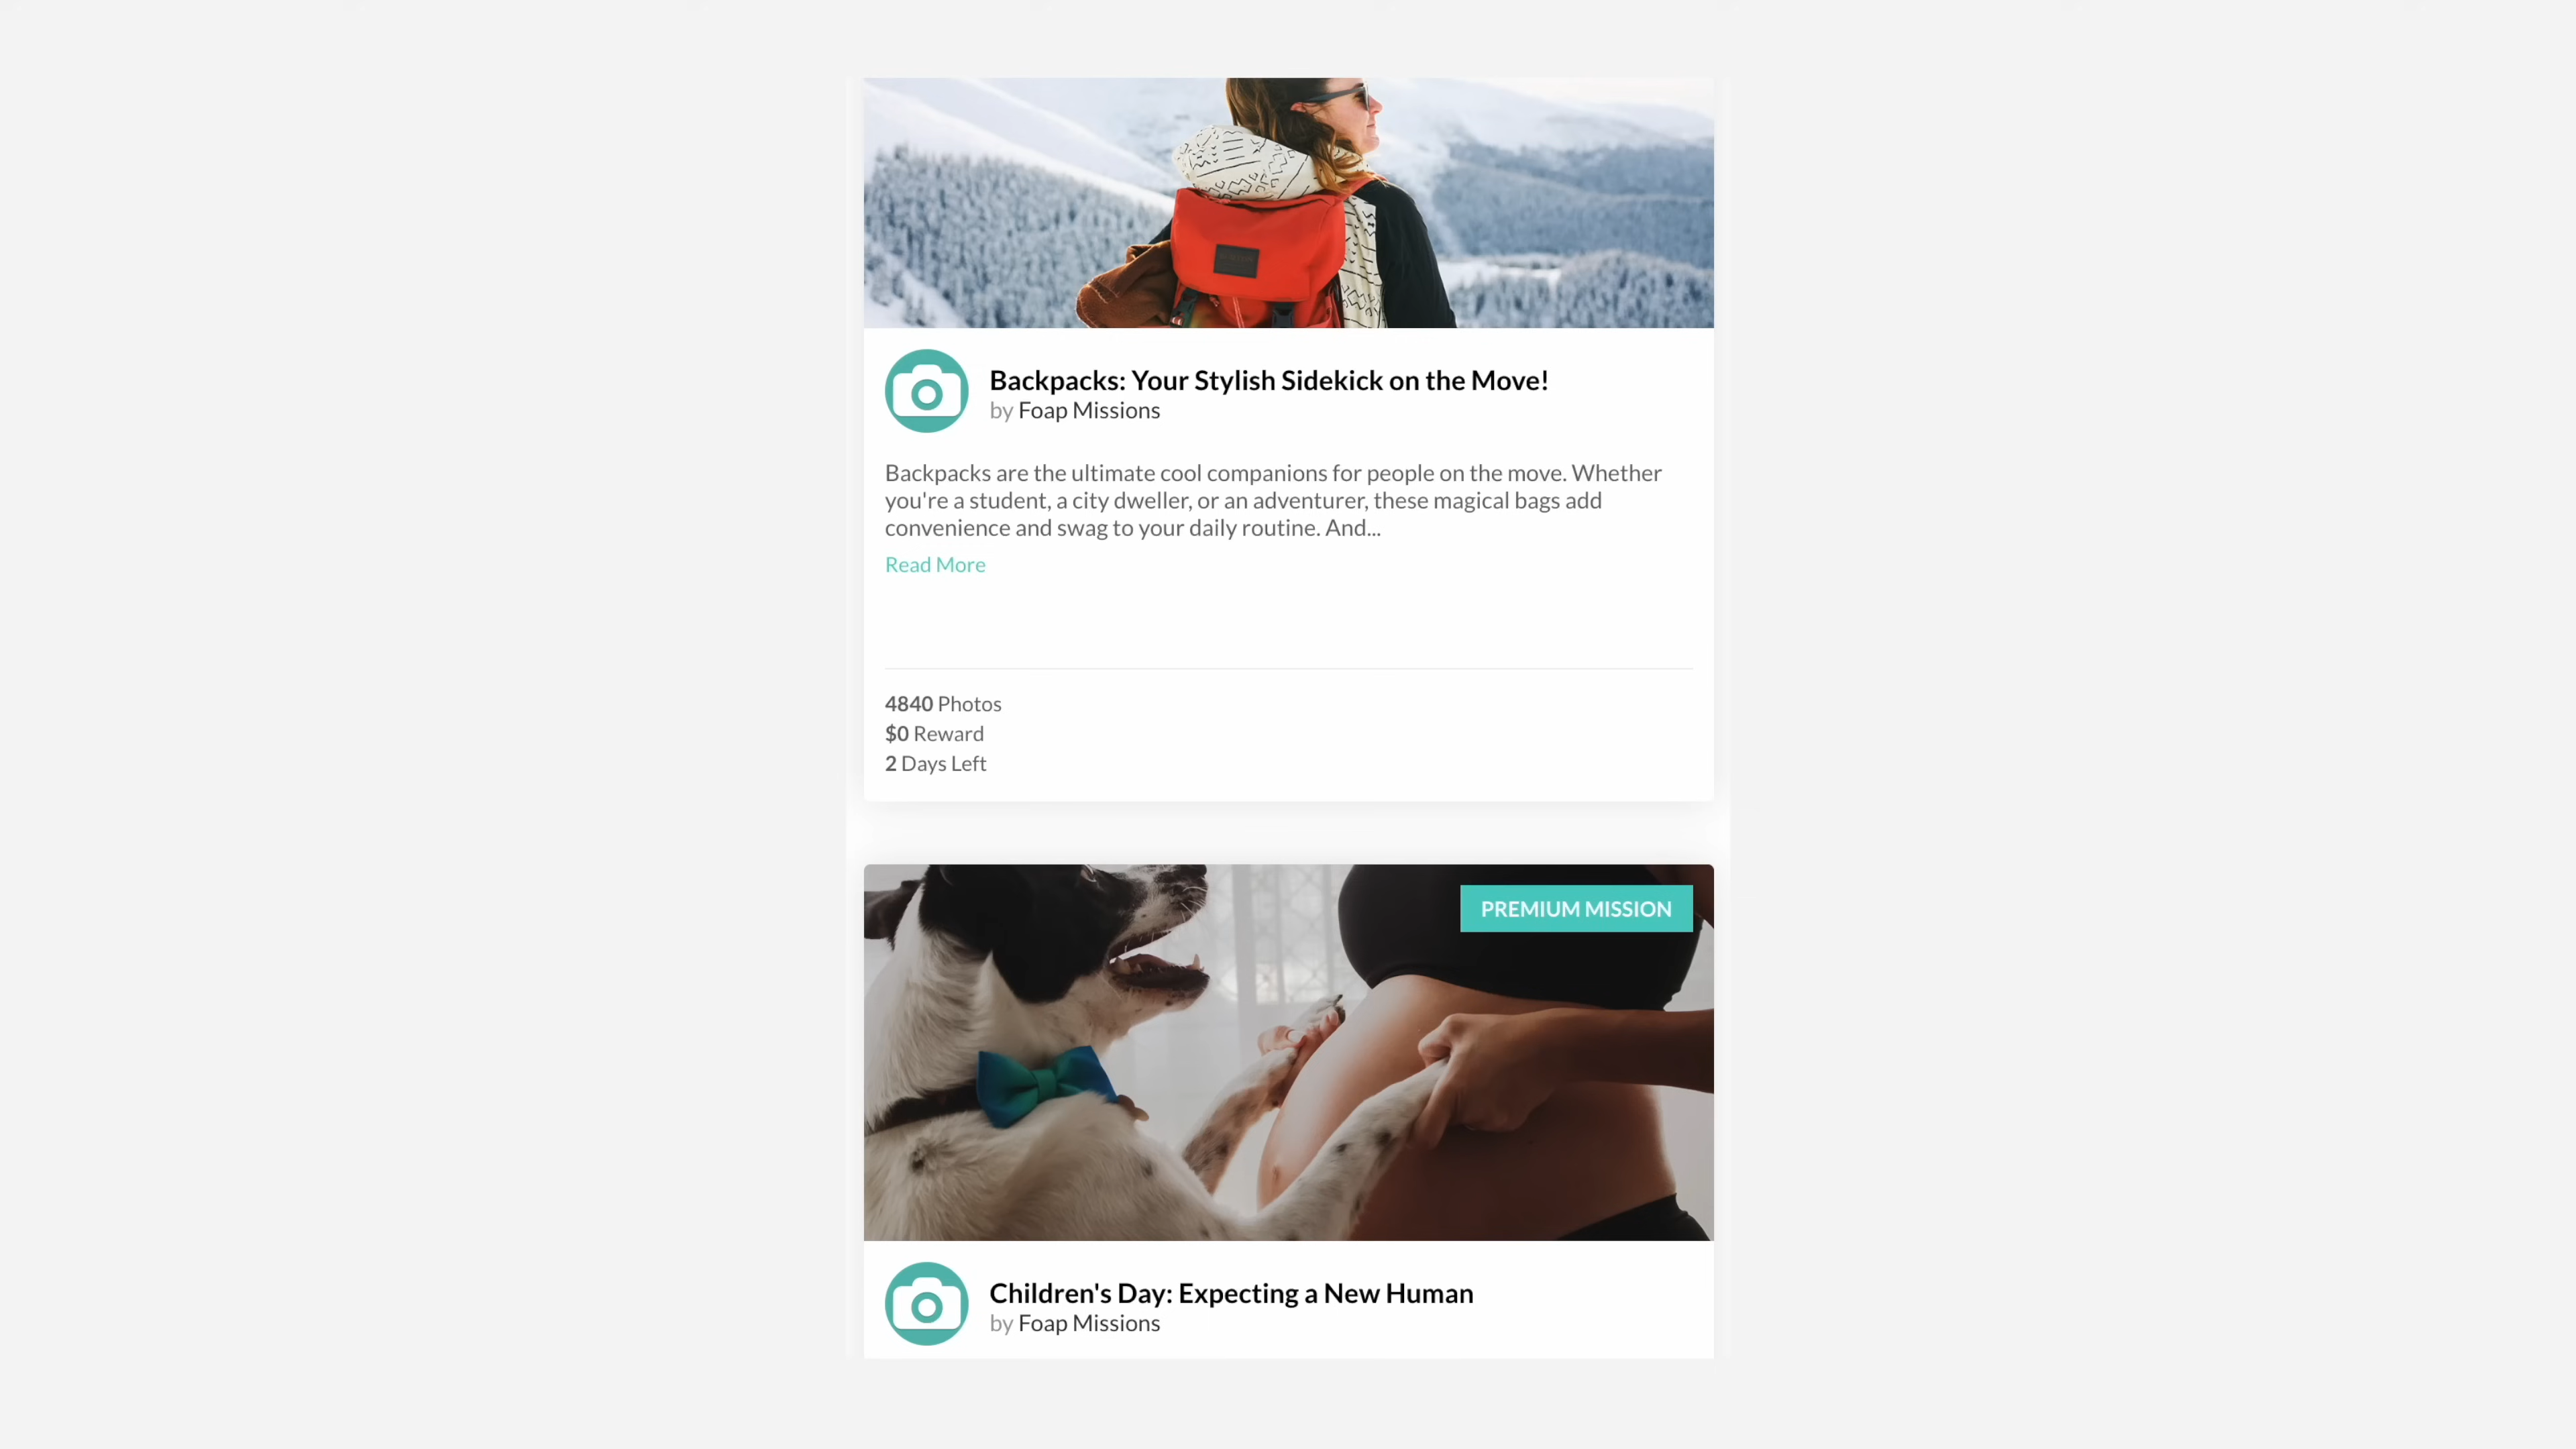 Backpacks: Your Stylish Sidekick on the Move!
by Foap Missions
Backpacks are the ultimate cool companions for people on the move. Whether
you're a student, a city dweller, or an adventurer, these magical bags add
convenience and swag to your daily routine. And...
Read More
4840 Photos
$0 Reward
2 Days Left
PREMIUM MISSION
Children's Day: Expecting a New Human
by Foap Missions